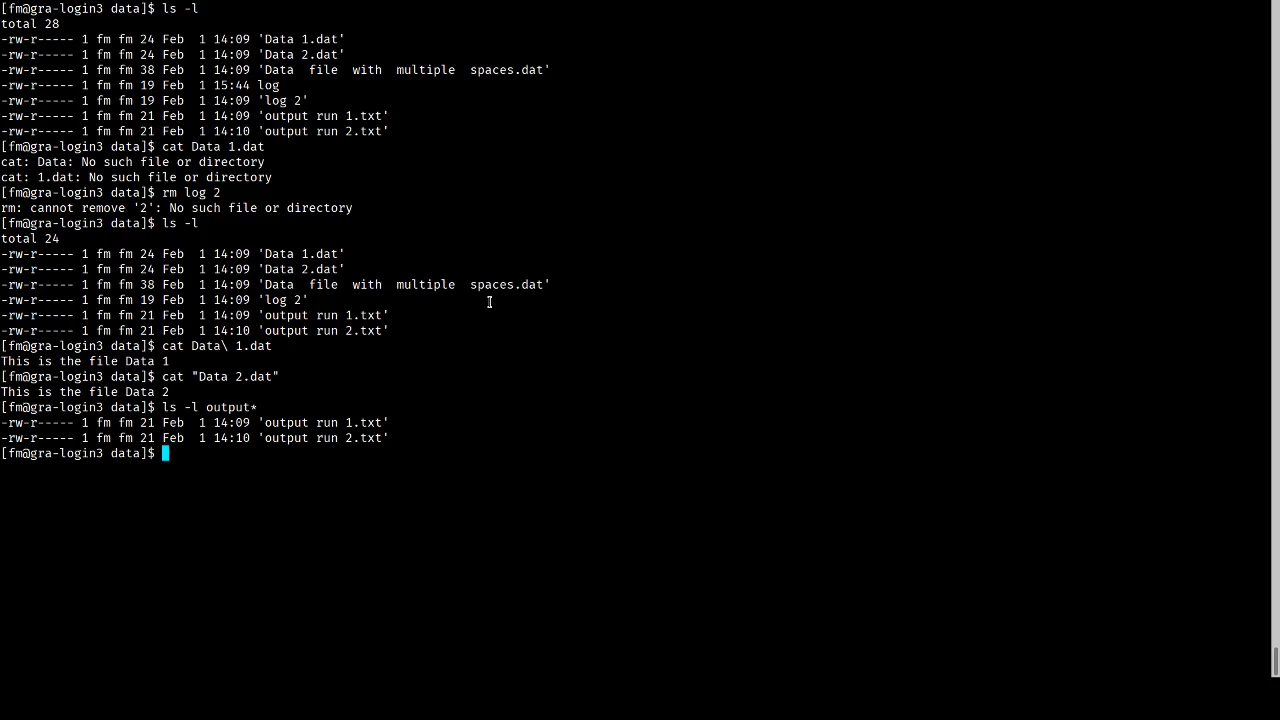 [fm@gra-login3 data]$ ls -l
total 28
-rw-r----- 1 fm fm 24 Feb  1 14:09 'Data 1.dat'
-rw-r----- 1 fm fm 24 Feb  1 14:09 'Data 2.dat'
-rw-r----- 1 fm fm 38 Feb  1 14:09 'Data  file  with  multiple  spaces.dat'
-rw-r----- 1 fm fm 19 Feb  1 15:44 log
-rw-r----- 1 fm fm 19 Feb  1 14:09 'log 2'
-rw-r----- 1 fm fm 21 Feb  1 14:09 'output run 1.txt'
-rw-r----- 1 fm fm 21 Feb  1 14:10 'output run 2.txt'
[fm@gra-login3 data]$ cat Data 1.dat
cat: Data: No such file or directory
cat: 1.dat: No such file or directory
[fm@gra-login3 data]$ rm log 2
rm: cannot remove '2': No such file or directory
[fm@gra-login3 data]$ ls -l
total 24
-rw-r----- 1 fm fm 24 Feb  1 14:09 'Data 1.dat'
-rw-r----- 1 fm fm 24 Feb  1 14:09 'Data 2.dat'
-rw-r----- 1 fm fm 38 Feb  1 14:09 'Data  file  with  multiple  spaces.dat'
-rw-r----- 1 fm fm 19 Feb  1 14:09 'log 2'
-rw-r----- 1 fm fm 21 Feb  1 14:09 'output run 1.txt'
-rw-r----- 1 fm fm 21 Feb  1 14:10 'output run 2.txt'
[fm@gra-login3 data]$ cat Data\ 1.dat
This is the file Data 1
[fm@gra-login3 data]$ cat "Data 2.dat"
This is the file Data 2
[fm@gra-login3 data]$ ls -l output*
-rw-r----- 1 fm fm 21 Feb  1 14:09 'output run 1.txt'
-rw-r----- 1 fm fm 21 Feb  1 14:10 'output run 2.txt'
[fm@gra-login3 data]$